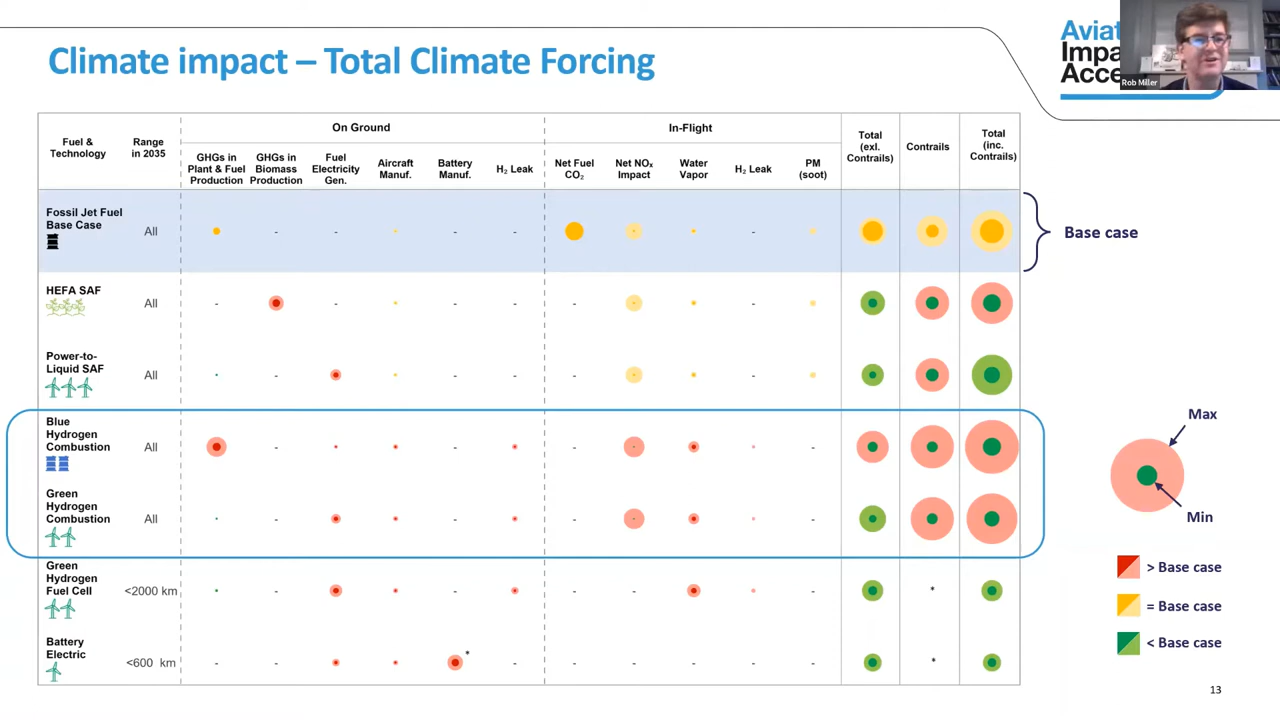 Climate impact – Total Climate Forcing
Aviat
Impa
Acce
Rob Miller
On Ground
In-Flight
Fuel &
Technology
Range
in 2035
GHGs in
Plant & Fuel
Production
GHGs in
Biomass
Production
Fuel
Electricity
Gen.
Aircraft
Manuf.
Battery
Manuf.
H₂ Leak
Net Fuel
CO₂
Net NOₓ
Impact
Water
Vapor
H₂ Leak
PM
(soot)
Total
(exl.
Contrails)
Contrails
Total
(inc.
Contrails)
Fossil Jet Fuel
Base Case
All
- - - - - -
Base case
HEFA SAF
All
- - - - - -
Power-to-
Liquid SAF
All
- - - - -
Blue
Hydrogen
Combustion
All
- - - -
Green
Hydrogen
Combustion
All
- - - -
Green
Hydrogen
Fuel Cell
<2000 km
- - - - - *
Battery
Electric
<600 km
- - * - - - - - - *
Max
Min
> Base case
= Base case
< Base case
13